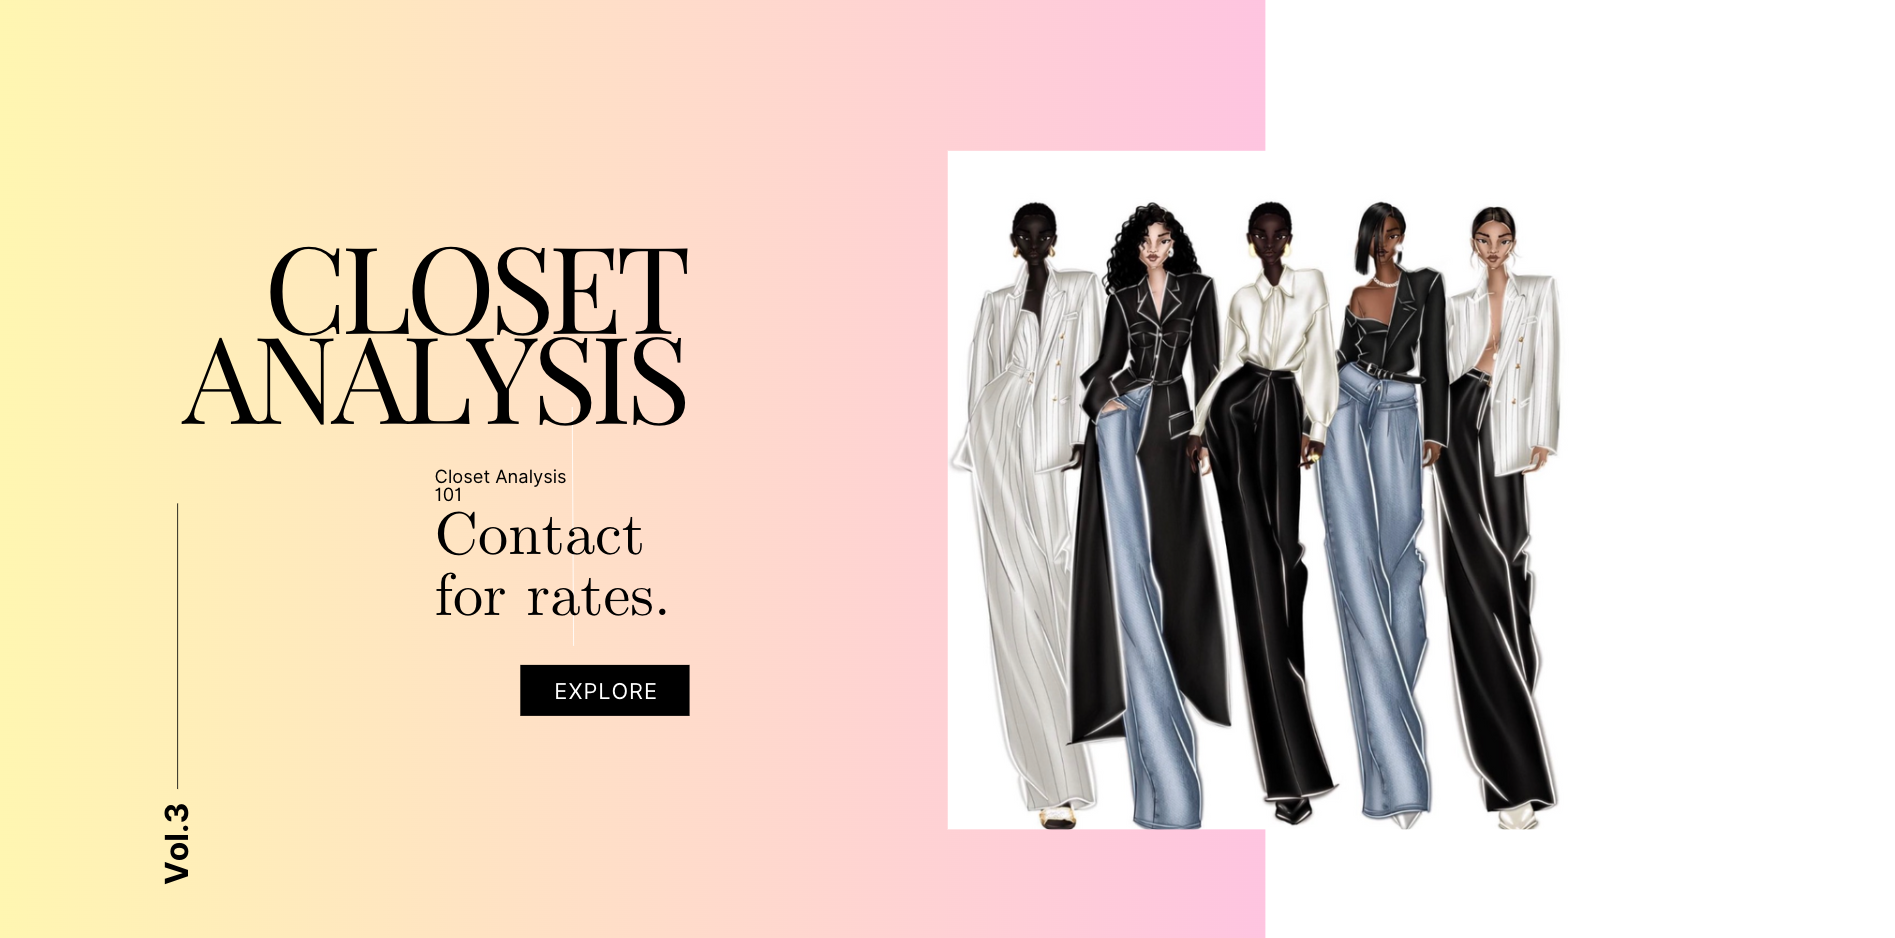 CLOSET
ANALYSIS
Closet Analysis
101
Contact
for rates.
EXPLORE
Vol.3